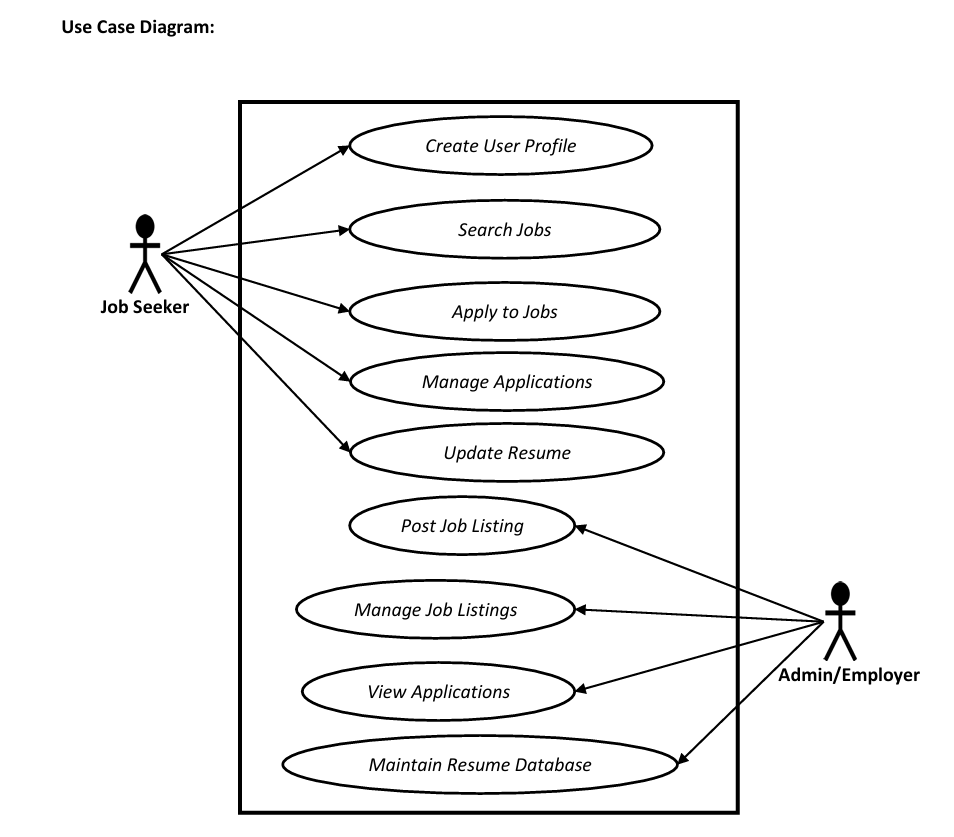 Use Case Diagram:
Create User Profile
Search Jobs
Job Seeker
Apply to Jobs
Manage Applications
Update Resume
Post Job Listing
Manage Job Listings
Admin/Employer
View Applications
Maintain Resume Database